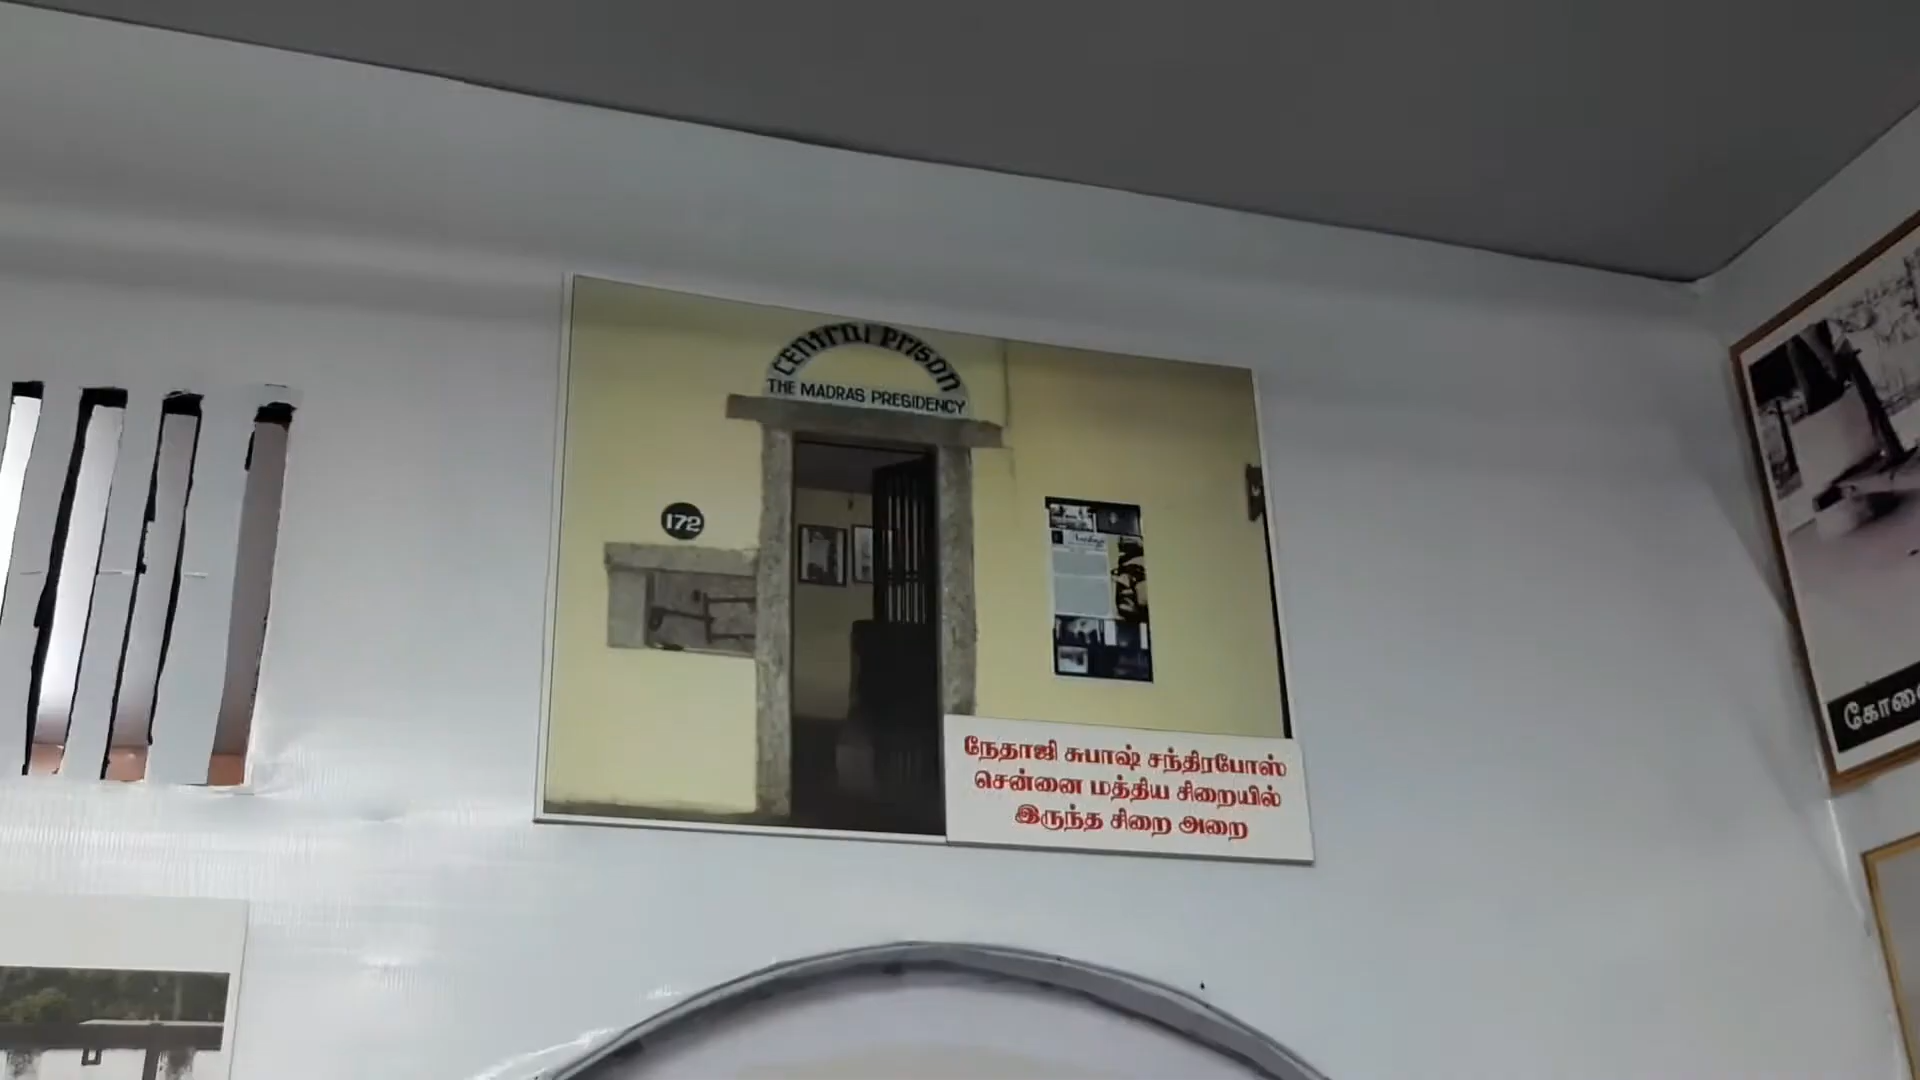 CENTRAL PRISON
THE MADRAS PRESIDENCY
172
நேதாஜி சுபாஷ் சந்திரபோஸ்
சென்னை மத்திய சிறையில்
இருந்த சிறை அறை